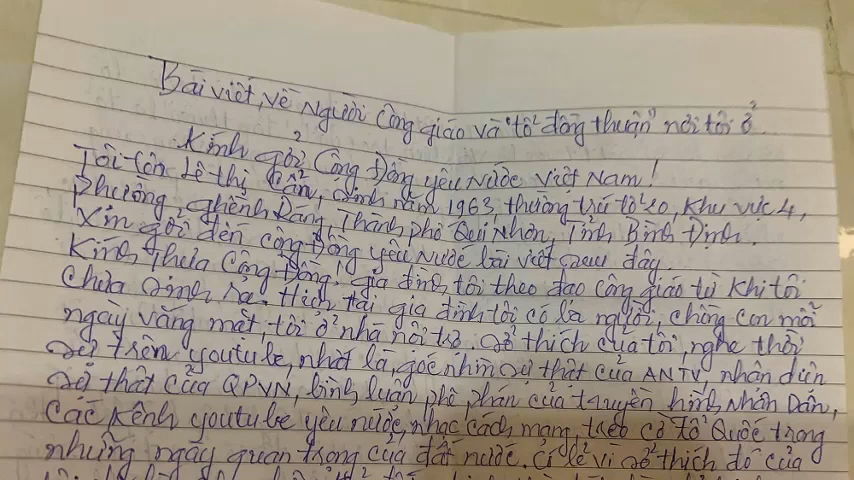 Bài viết, về Người Công giáo và "tổ đồng thuận" nơi tôi ở.
Kính gởi Cộng Đồng yêu nước Việt Nam!
Tôi tên Lê thị Cẩn, sinh năm 1963, thường trú tổ 20, khu vực 4,
phường Ghềnh Ráng, Thành phố Qui Nhơn, Tỉnh Bình Định.
Xin gởi đến cộng đồng yêu nước bài viết sau đây.
Kính thưa Cộng Đồng! gia đình tôi theo đạo công giáo từ khi tôi
chưa sinh ra. Hiện tại gia đình tôi có ba người, chồng con mỗi
ngày vắng mặt, tôi ở nhà nội trợ. sở thích của tôi, nghe thời
sự trên youtube, nhất là, góc nhìn sự thật của ANTV, nhân diện
sự thật của QPVN, bình luận phê phán của truyền hình Nhân Dân,
các kênh youtube yêu nước, nhạc cách mạng, treo cờ Tổ Quốc trong
những ngày quan trọng của đất nước. có lẽ vì sở thích đó của